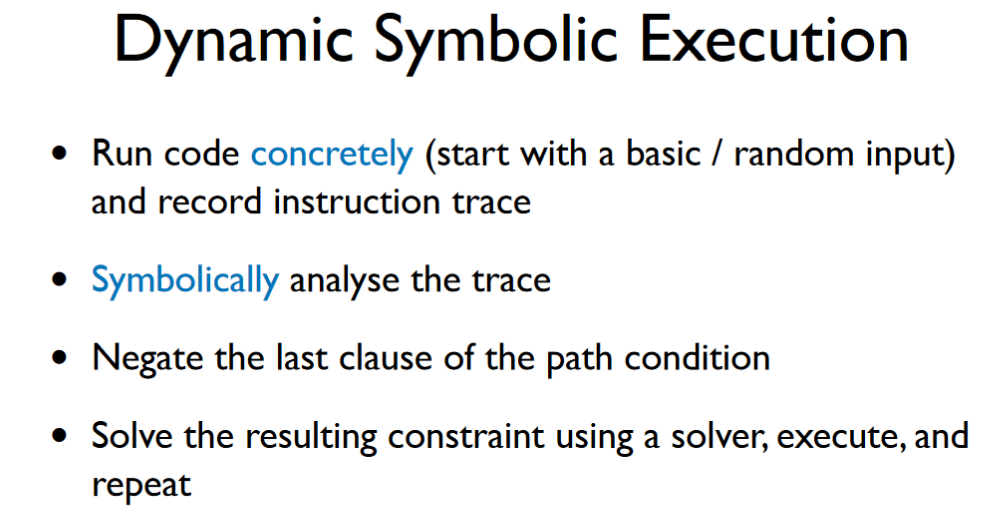 Dynamic Symbolic Execution
• Run code concretely (start with a basic / random input)
and record instruction trace
• Symbolically analyse the trace
• Negate the last clause of the path condition
• Solve the resulting constraint using a solver, execute, and
repeat